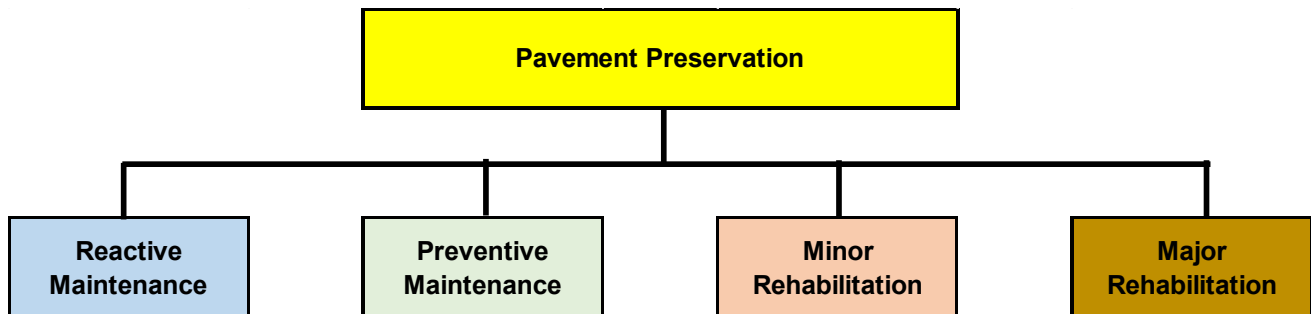 Pavement Preservation
Reactive
Maintenance
Preventive
Maintenance
Minor
Rehabilitation
Major
Rehabilitation